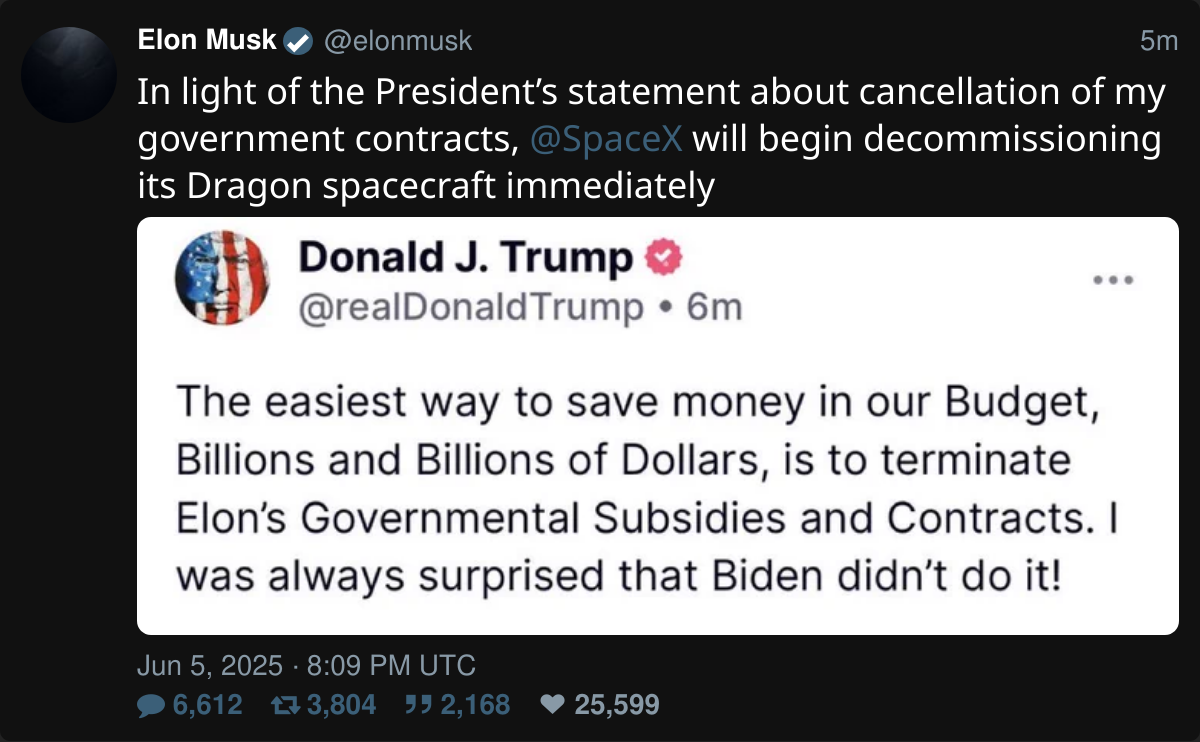 Elon Musk @elonmusk 5m
In light of the President’s statement about cancellation of my
government contracts, @SpaceX will begin decommissioning
its Dragon spacecraft immediately
Donald J. Trump
@realDonaldTrump • 6m
The easiest way to save money in our Budget,
Billions and Billions of Dollars, is to terminate
Elon’s Governmental Subsidies and Contracts. I
was always surprised that Biden didn’t do it!
Jun 5, 2025 · 8:09 PM UTC
6,612 3,804 2,168 25,599